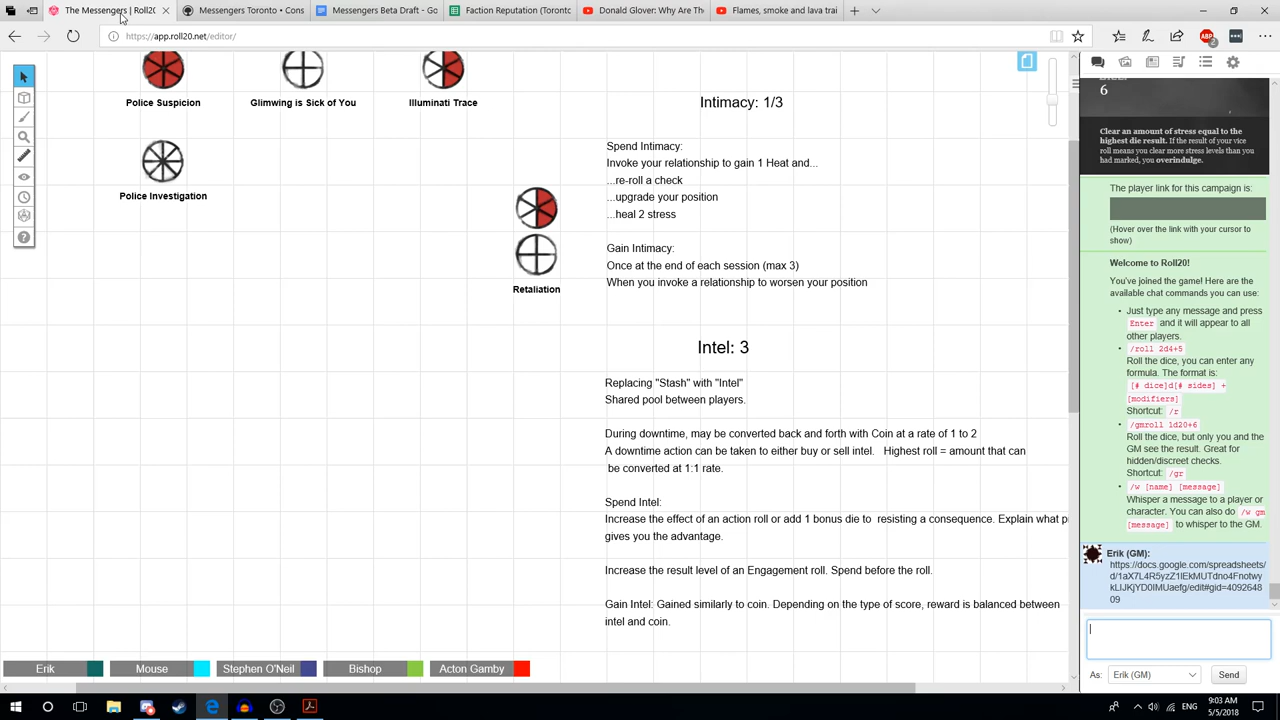 The Messengers | Roll20
Messengers Toronto • Cons
Messengers Beta Draft - Go
Faction Reputation (Toront
Donald Glover: Why Are Th
Flames, smoke and lava trai
https://app.roll20.net/editor/
2
Police Suspicion
Glimwing is Sick of You
Illuminati Trace
Police Investigation
Retaliation
Intimacy: 1/3
Spend Intimacy:
Invoke your relationship to gain 1 Heat and...
...re-roll a check
...upgrade your position
...heal 2 stress
Gain Intimacy:
Once at the end of each session (max 3)
When you invoke a relationship to worsen your position
Intel: 3
Replacing "Stash" with "Intel"
Shared pool between players.
During downtime, may be converted back and forth with Coin at a rate of 1 to 2
A downtime action can be taken to either buy or sell intel. Highest roll = amount that can
be converted at 1:1 rate.
Spend Intel:
Increase the effect of an action roll or add 1 bonus die to resisting a consequence. Explain what p
gives you the advantage.
Increase the result level of an Engagement roll. Spend before the roll.
Gain Intel: Gained similarly to coin. Depending on the type of score, reward is balanced between
intel and coin.
Erik
Mouse
Stephen O'Neil
Bishop
Acton Gamby
6
Clear an amount of stress equal to the
highest die result. If the result of your vice
roll means you clear more stress levels than you
had marked, you overindulge.
The player link for this campaign is:
(Hover over the link with your cursor to
show)
Welcome to Roll20!
You've joined the game! Here are the
available chat commands you can use:
• Just type any message and press
Enter and it will appear to all
other players.
• /roll 2d4+5
Roll the dice, you can enter any
formula. The format is:
[# dice]d[# sides] +
[modifiers]
Shortcut: /r
• /gmroll 1d20+6
Roll the dice, but only you and the
GM see the result. Great for
hidden/discreet checks.
Shortcut: /gr
• /w [name] [message]
Whisper a message to a player or
character. You can also do /w gm
[message] to whisper to the GM.
Erik (GM):
https://docs.google.com/spreadsheets/
d/1aX7L4R5yzZ1lEkMUTdno4Fnotwy
kLlJKjYD0IMUaefg/edit#gid=4092648
09
As:
Erik (GM)
Send
ENG
9:03 AM
5/5/2018